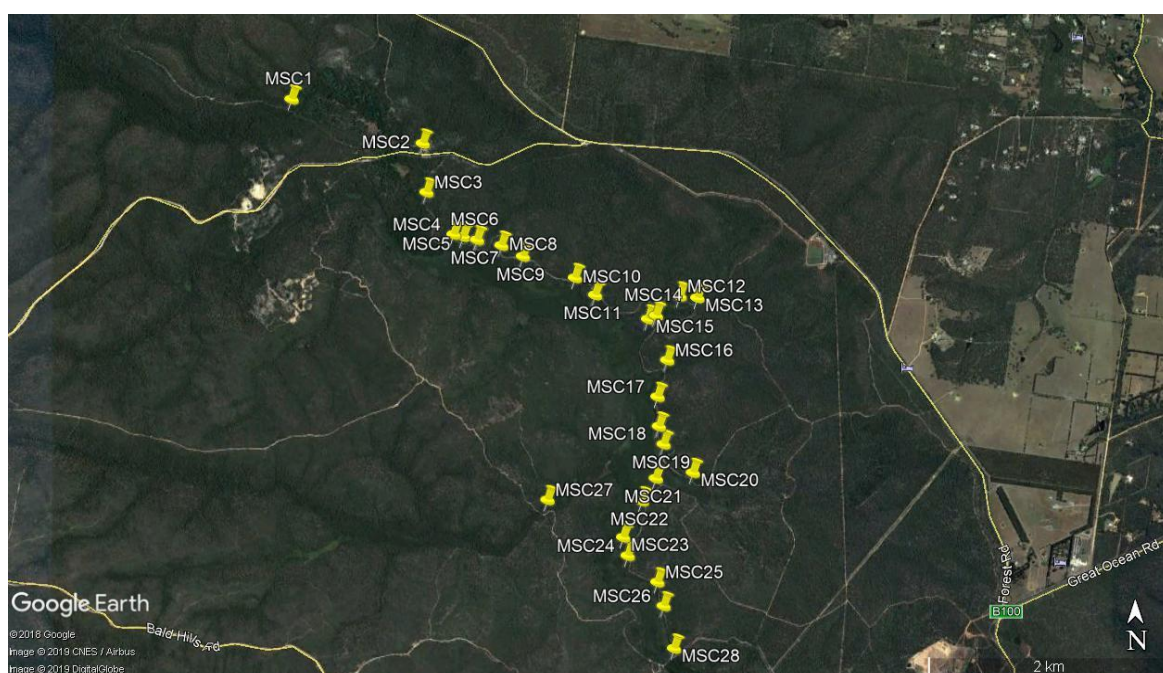 MSC1
MSC2
MSC3
MSC4
MSC6
MSC5
MSC7
MSC8
MSC9
MSC10
MSC11
MSC14
MSC12
MSC13
MSC15
MSC16
MSC17
MSC18
MSC19
MSC20
MSC27
MSC21
MSC22
MSC24
MSC23
MSC25
MSC26
MSC28
Forest Rd
Great Ocean Rd
B100
Google Earth
Bald Hills Rd
©2018 Google
Image © 2019 CNES / Airbus
Image © 2019 DigitalGlobe
N
2 km